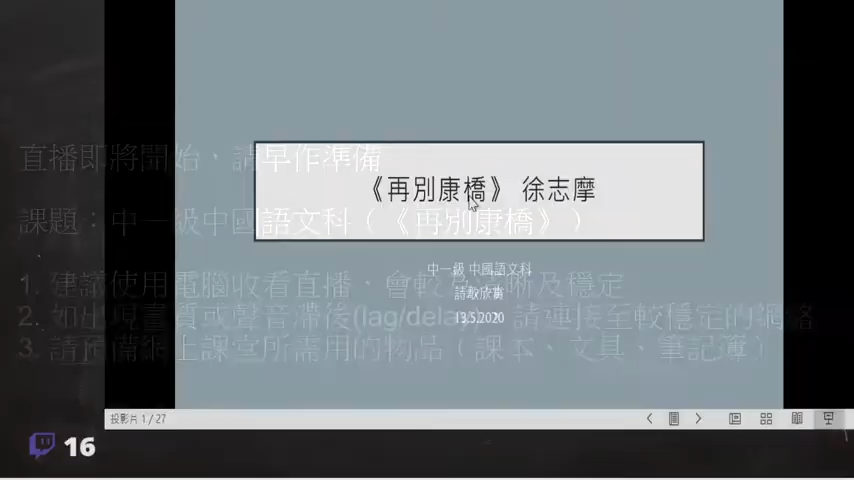 直播即將開始，請早作準備
《再別康橋》 徐志摩
課題：中一級中國語文科（《再別康橋》）
中一級 中國語文科
1. 建議使用電腦收看直播，會較為清晰及穩定
詩歌欣賞
2. 如出現畫質或聲音滯後(lag/delay)，請連接至較穩定的網絡
13.5.2020
3. 請預備網上課堂所需用的物品（課本、文具、筆記簿）
投影片 1 / 27
16